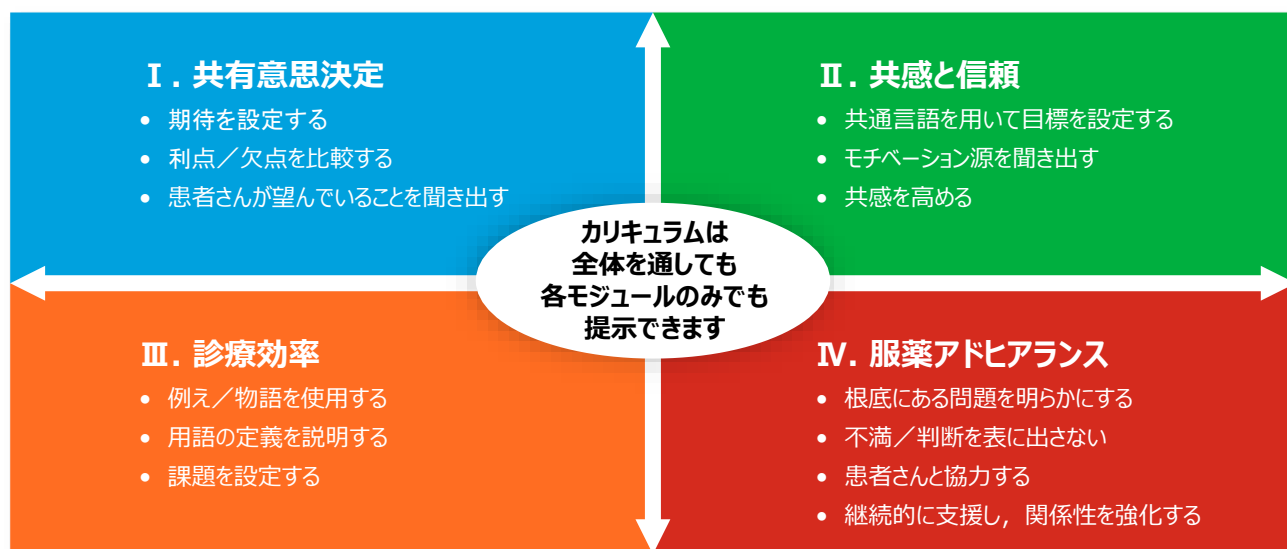 Ⅰ. 共有意思決定
• 期待を設定する
• 利点／欠点を比較する
• 患者さんが望んでいることを聞き出す
Ⅱ. 共感と信頼
• 共通言語を用いて目標を設定する
• モチベーション源を聞き出す
• 共感を高める
カリキュラムは
全体を通しても
各モジュールのみでも
提示できます
Ⅲ. 診療効率
• 例え／物語を使用する
• 用語の定義を説明する
• 課題を設定する
Ⅳ. 服薬アドヒアランス
• 根底にある問題を明らかにする
• 不満／判断を表に出さない
• 患者さんと協力する
• 継続的に支援し，関係性を強化する